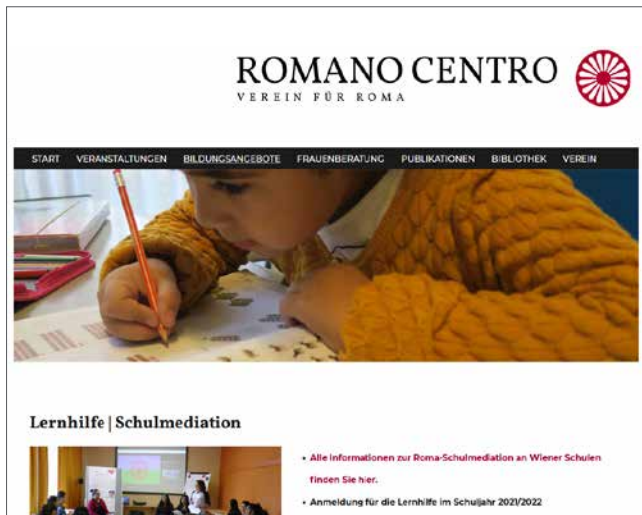 ROMANO CENTRO
VEREIN FÜR ROMA
START VERANSTALTUNGEN BILDUNGSANGEBOTE FRAUENBERATUNG PUBLIKATIONEN BIBLIOTHEK VEREIN
Lernhilfe | Schulmediation
• Alle Informationen zur Roma-Schulmediation an Wiener Schulen
finden Sie hier.
• Anmeldung für die Lernhilfe im Schuljahr 2021/2022